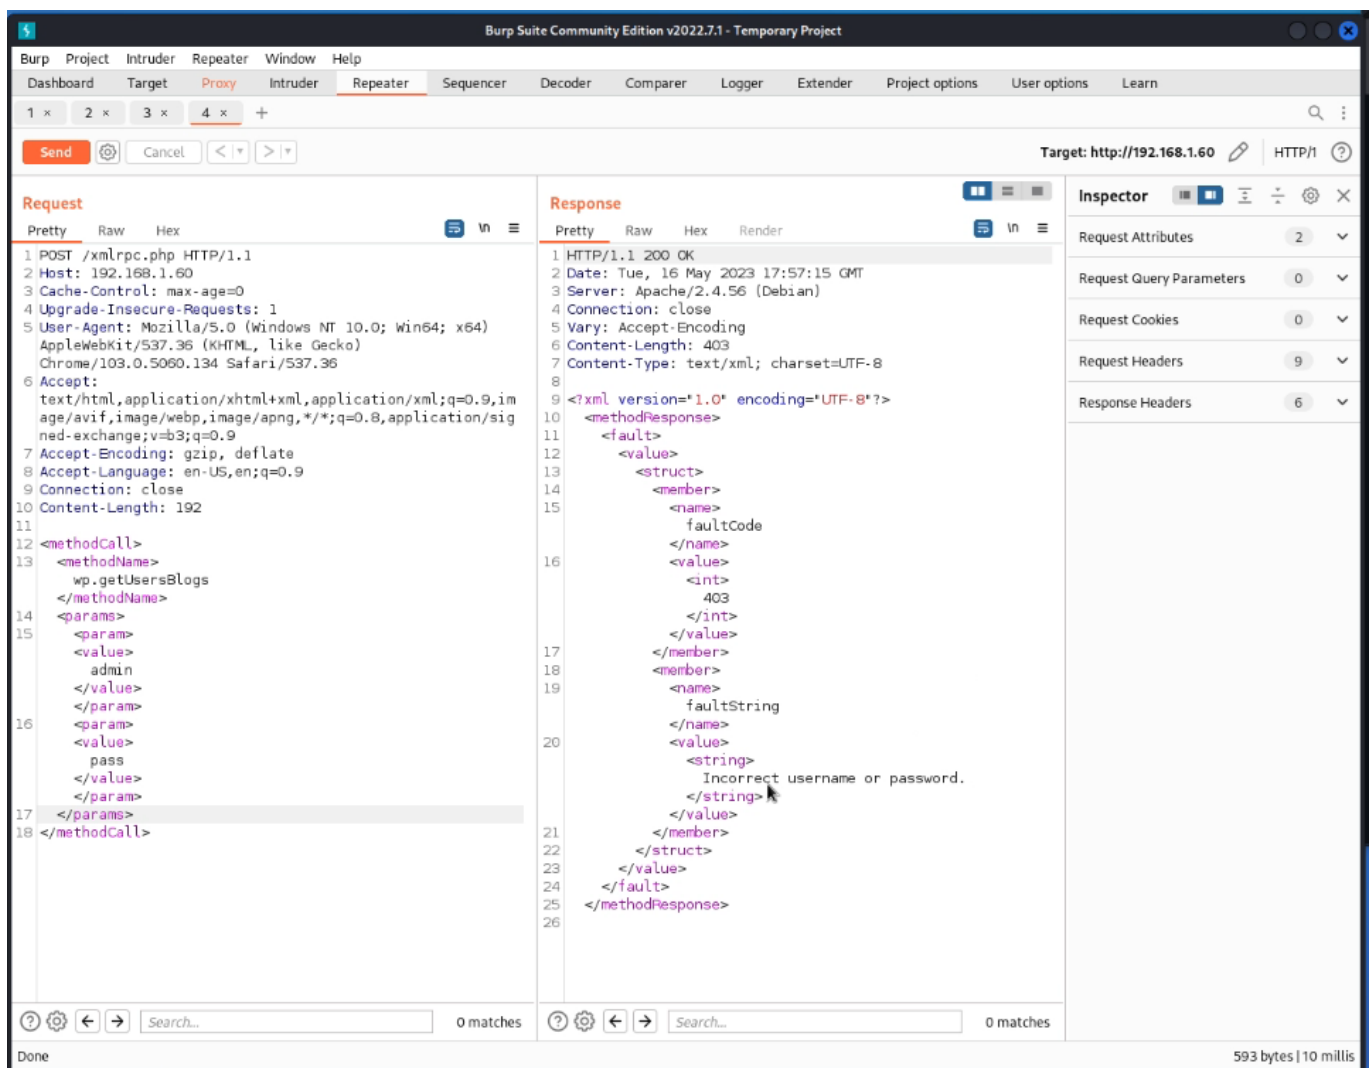 Burp Suite Community Edition v2022.7.1 - Temporary Project
Burp Project Intruder Repeater Window Help
Dashboard Target Proxy Intruder Repeater Sequencer Decoder Comparer Logger Extender Project options User options Learn
1 × 2 × 3 × 4 × +
Send Cancel < > Target: http://192.168.1.60 HTTP/1 ?
Request
Pretty Raw Hex \n
1 POST /xmlrpc.php HTTP/1.1
2 Host: 192.168.1.60
3 Cache-Control: max-age=0
4 Upgrade-Insecure-Requests: 1
5 User-Agent: Mozilla/5.0 (Windows NT 10.0; Win64; x64)
AppleWebKit/537.36 (KHTML, like Gecko)
Chrome/103.0.5060.134 Safari/537.36
6 Accept:
text/html,application/xhtml+xml,application/xml;q=0.9,im
age/avif,image/webp,image/apng,*/*;q=0.8,application/sig
ned-exchange;v=b3;q=0.9
7 Accept-Encoding: gzip, deflate
8 Accept-Language: en-US,en;q=0.9
9 Connection: close
10 Content-Length: 192
11
12 <methodCall>
13 <methodName>
wp.getUsersBlogs
</methodName>
14 <params>
15 <param>
<value>
admin
</value>
</param>
16 <param>
<value>
pass
</value>
</param>
17 </params>
18 </methodCall>
? Search... 0 matches
Response
Pretty Raw Hex Render \n
1 HTTP/1.1 200 OK
2 Date: Tue, 16 May 2023 17:57:15 GMT
3 Server: Apache/2.4.56 (Debian)
4 Connection: close
5 Vary: Accept-Encoding
6 Content-Length: 403
7 Content-Type: text/xml; charset=UTF-8
8
9 <?xml version="1.0" encoding="UTF-8"?>
10 <methodResponse>
11 <fault>
12 <value>
13 <struct>
14 <member>
15 <name>
faultCode
</name>
16 <value>
<int>
403
</int>
</value>
17 </member>
18 <member>
19 <name>
faultString
</name>
20 <value>
<string>
Incorrect username or password.
</string>
</value>
21 </member>
22 </struct>
23 </value>
24 </fault>
25 </methodResponse>
26
? Search... 0 matches
Inspector
Request Attributes 2
Request Query Parameters 0
Request Cookies 0
Request Headers 9
Response Headers 6
Done
593 bytes | 10 millis